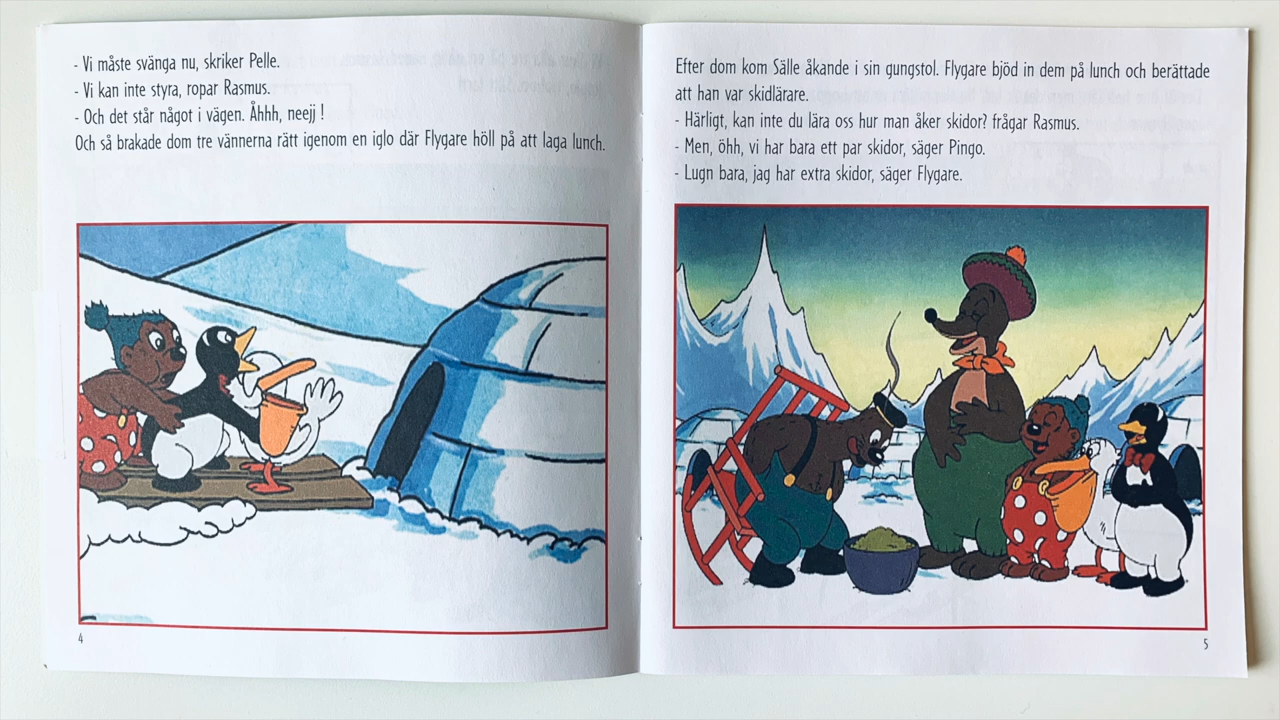 - Vi måste svänga nu, skriker Pelle.
- Vi kan inte styra, ropar Rasmus.
- Och det står något i vägen. Åhhh, neejj !
Och så brakade dom tre vännerna rätt igenom en iglo där Flygare höll på att laga lunch.
4
Efter dom kom Sälle åkande i sin gungstol. Flygare bjöd in dem på lunch och berättade
att han var skidlärare.
- Härligt, kan inte du lära oss hur man åker skidor? frågar Rasmus.
- Men, öhh, vi har bara ett par skidor, säger Pingo.
- Lugn bara, jag har extra skidor, säger Flygare.
5